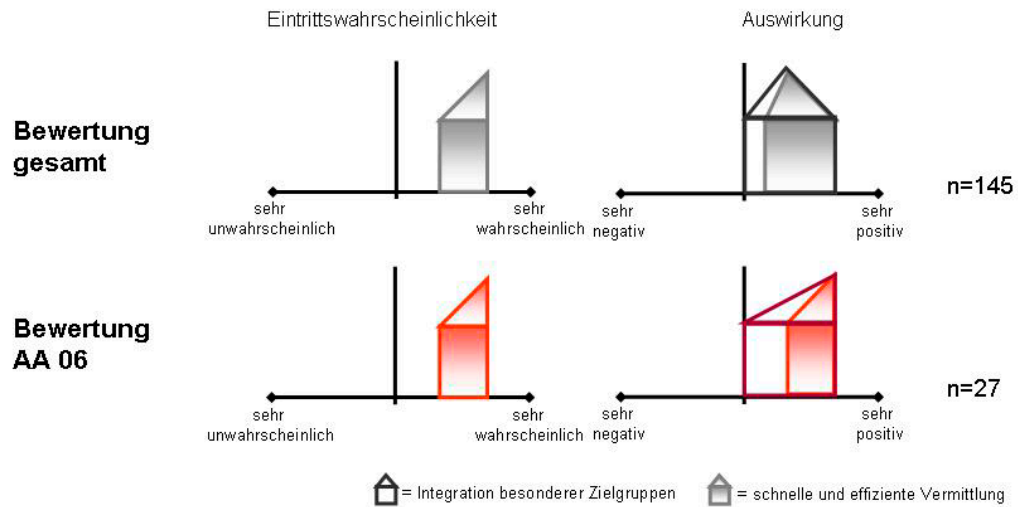 Eintrittswahrscheinlichkeit
Auswirkung
Bewertung
gesamt
sehr
unwahrscheinlich
sehr
wahrscheinlich
sehr
negativ
sehr
positiv
n=145
Bewertung
AA 06
sehr
unwahrscheinlich
sehr
wahrscheinlich
sehr
negativ
sehr
positiv
n=27
= Integration besonderer Zielgruppen
= schnelle und effiziente Vermittlung